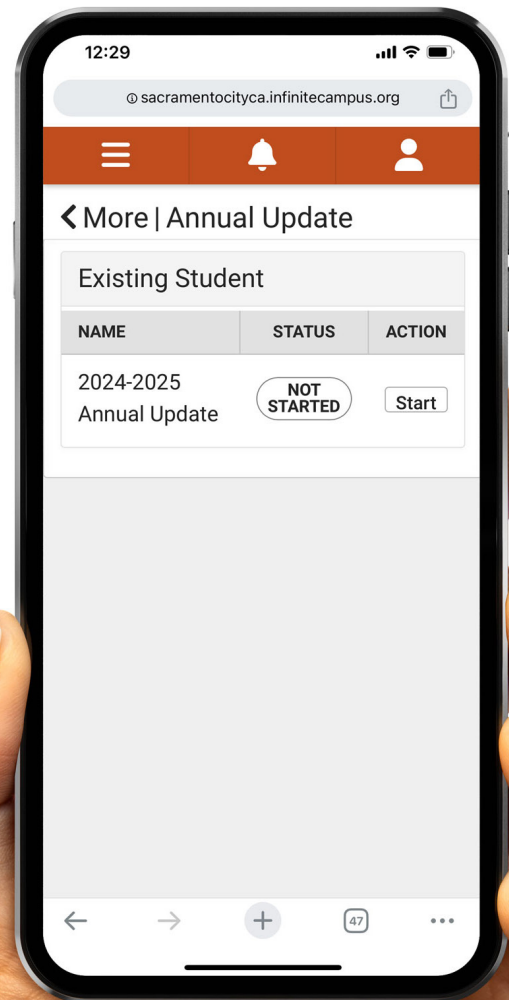 12:29
sacramentocityca.infinitecampus.org
More | Annual Update
Existing Student
NAME STATUS ACTION
2024-2025 Annual Update NOT STARTED Start
47